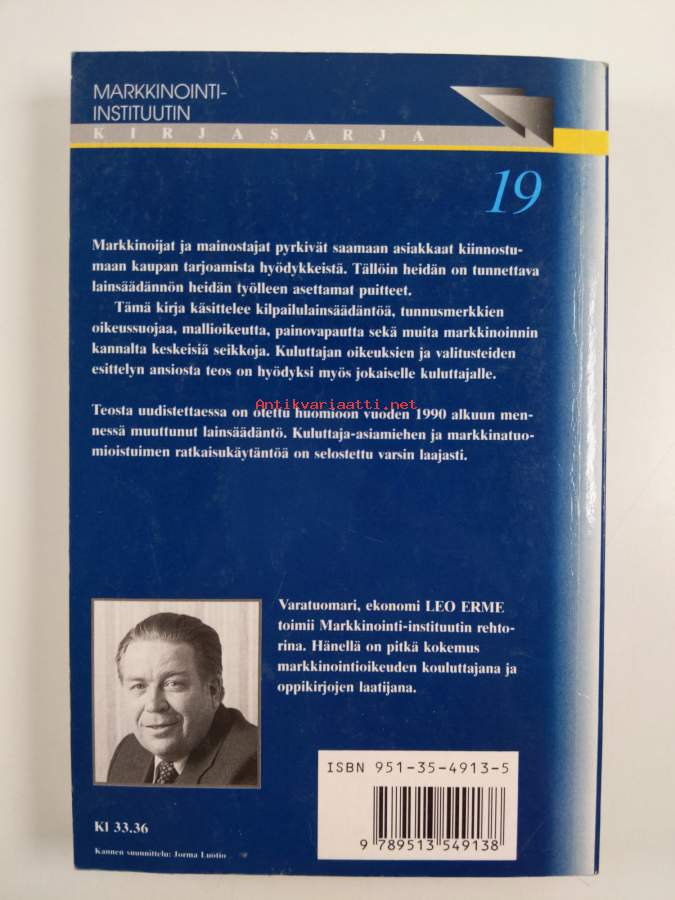 MARKKINOINTI-
INSTITUUTIN
KIRJASARJA
19
Markkinoijat ja mainostajat pyrkivät saamaan asiakkaat kiinnostu-
maan kaupan tarjoamista hyödykkeistä. Tällöin heidän on tunnettava
lainsäädännön heidän työlleen asettamat puitteet.
Tämä kirja käsittelee kilpailulainsäädäntöä, tunnusmerkkien
oikeussuojaa, mallioikeutta, painovapautta sekä muita markkinoinnin
kannalta keskeisiä seikkoja. Kuluttajan oikeuksien ja valitusteiden
esittelyn ansiosta teos on hyödyksi myös jokaiselle kuluttajalle.
Antikvariaatti.net
Teosta uudistettaessa on otettu huomioon vuoden 1990 alkuun men-
nessä muuttunut lainsäädäntö. Kuluttaja-asiamiehen ja markkinatuo-
mioistuimen ratkaisukäytäntöä on selostettu varsin laajasti.
Varatuomari, ekonomi LEO ERME
toimii Markkinointi-instituutin rehto-
rina. Hänellä on pitkä kokemus
markkinointioikeuden kouluttajana ja
oppikirjojen laatijana.
ISBN 951-35-4913-5
9 789513 549138
Kl 33.36
Kannen suunnittelu: Jorma Luotio